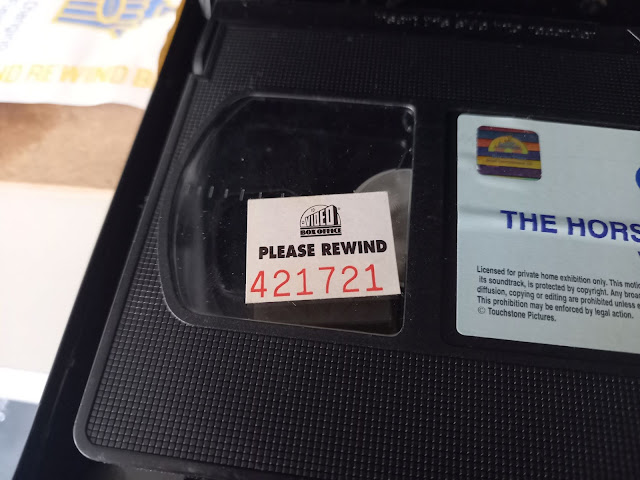 ND REWIND
VIDEO
BOX OFFICE
PLEASE REWIND
421721
THE HORS
Licensed for private home exhibition only. This motion
its soundtrack, is protected by copyright. Any broa
diffusion, copying or editing are prohibited unless e
This prohibition may be enforced by legal action.
© Touchstone Pictures.